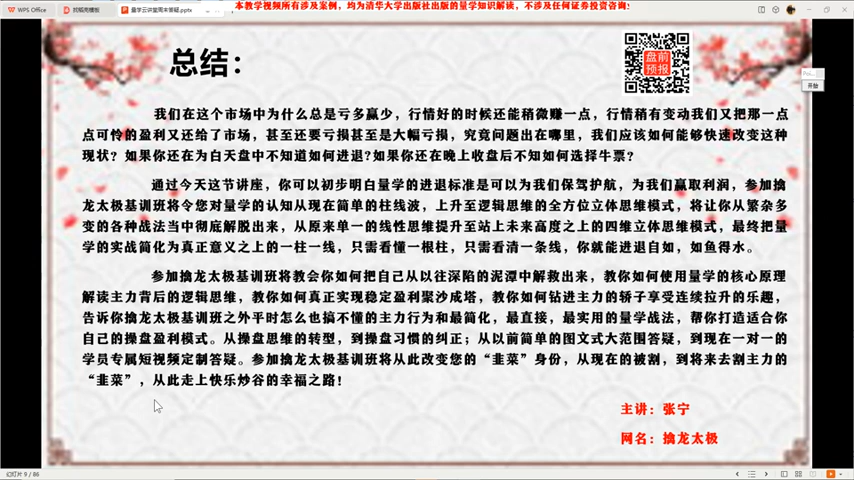 本教学视频所有涉及案例，均为清华大学出版社出版的量学知识解读，不涉及任何证券投资咨询！
WPS Office
找稻壳模板
量学云讲堂周末答疑.pptx
总结：
盘前
预报
开始
我们在这个市场中为什么总是亏多赢少，行情好的时候还能稍微赚一点，行情稍有变动我们又把那一点
点可怜的盈利又还给了市场，甚至还要亏损甚至是大幅亏损，究竟问题出在哪里，我们应该如何能够快速改变这种
现状？如果你还在为白天盘中不知道如何进退？如果你还在晚上收盘后不知如何选择牛票？
通过今天这节讲座，你可以初步明白量学的进退标准是可以为我们保驾护航，为我们赢取利润，参加擒
龙太极基训班将令您对量学的认知从现在简单的柱线波，上升至逻辑思维的全方位立体思维模式，将让你从繁杂多
变的各种战法当中彻底解脱出来，从原来单一的线性思维提升至站上未来高度之上的四维立体思维模式，最终把量
学的实战简化为真正意义之上的一柱一线，只需看懂一根柱，只需看清一条线，你就能进退自如，如鱼得水。
参加擒龙太极基训班将教会你如何把自己从以往深陷的泥潭中解救出来，教你如何使用量学的核心原理
解读主力背后的逻辑思维，教你如何真正实现稳定盈利聚沙成塔，教你如何钻进主力的轿子享受连续拉升的乐趣，
告诉你擒龙太极基训班之外平时怎么也搞不懂的主力行为和最简化，最直接，最实用的量学战法，帮你打造适合你
自己的操盘盈利模式。从操盘思维的转型，到操盘习惯的纠正；从以前简单的图文式大范围答疑，到现在一对一的
学员专属短视频定制答疑。参加擒龙太极基训班将从此改变您的“韭菜”身份，从现在的被割，到将来去割主力的
“韭菜”，从此走上快乐炒谷的幸福之路！
主讲：张宁
网名：擒龙太极
幻灯片 9 / 86